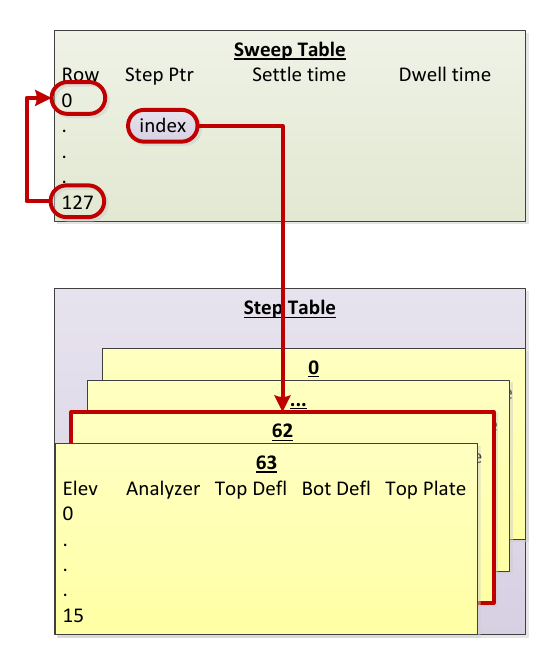 Sweep Table
Row Step Ptr Settle time Dwell time
0
. index
.
.
127
Step Table
0
...
62
63
Elev Analyzer Top Defl Bot Defl Top Plate
0
.
.
.
15